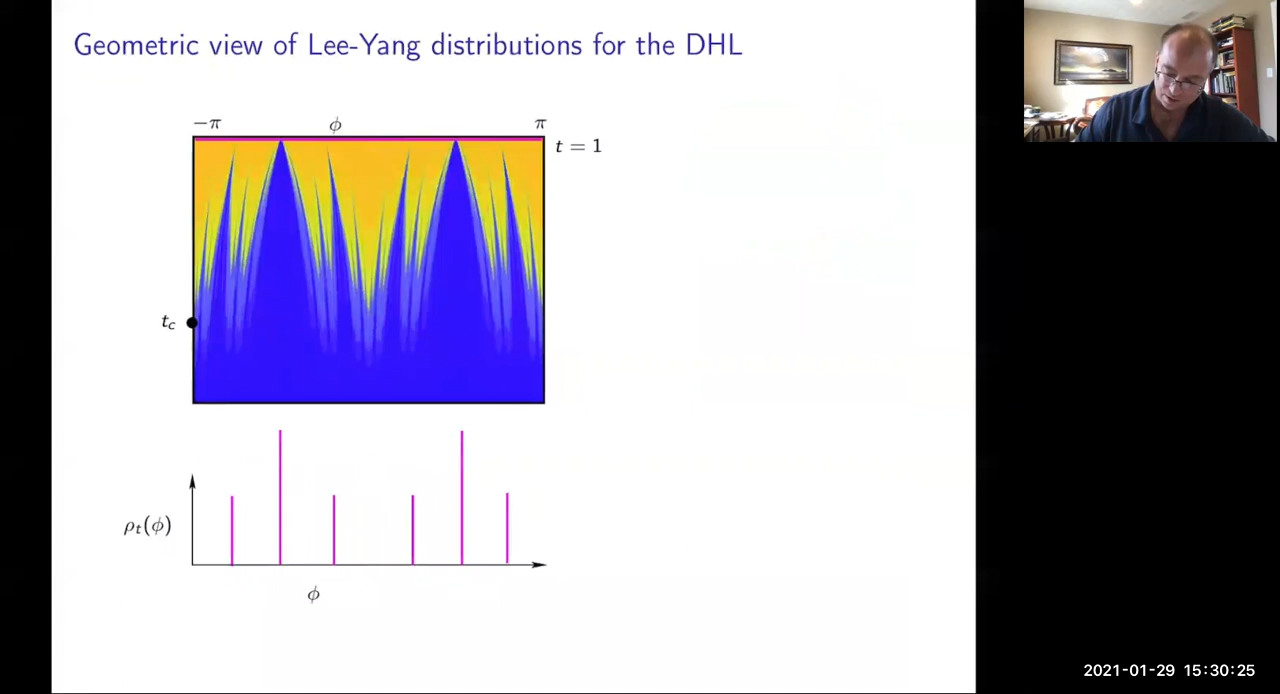 Geometric view of Lee-Yang distributions for the DHL
−π ϕ π
t = 1
t_c
ρ_t(ϕ)
ϕ
2021-01-29 15:30:25